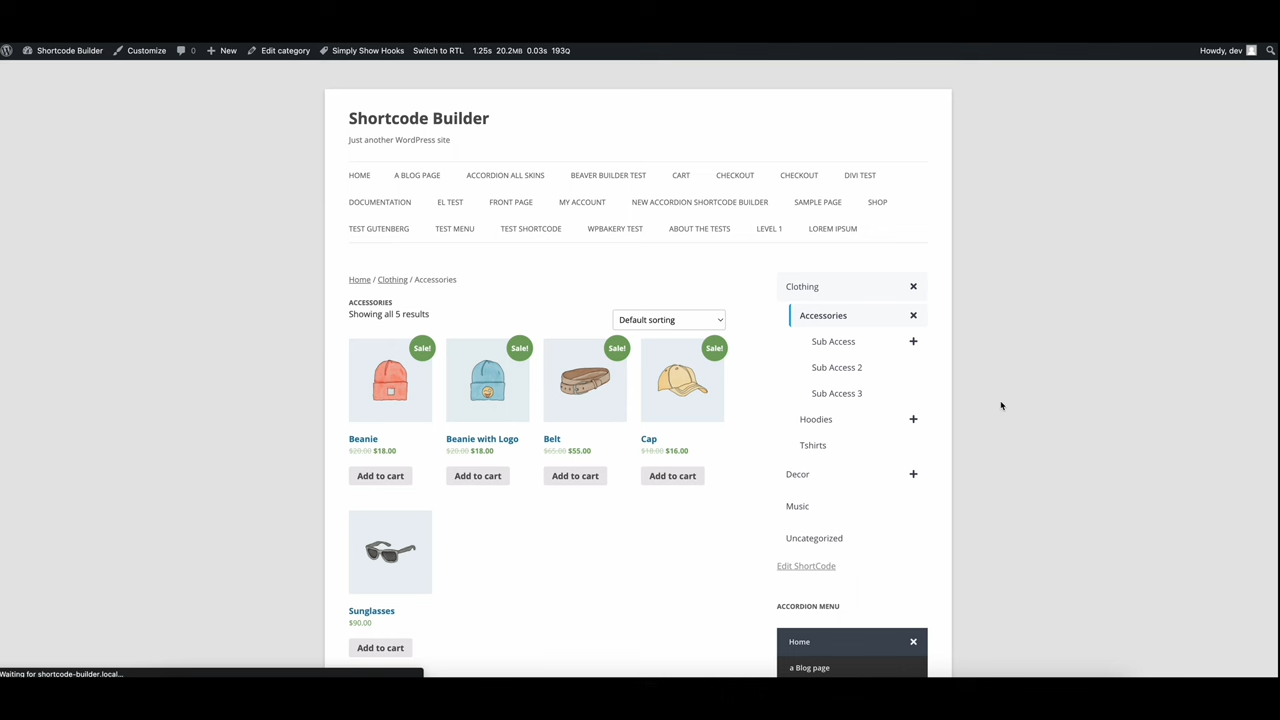 Shortcode Builder Customize 0 New Edit category Simply Show Hooks Switch to RTL 1.25s 20.2MB 0.03s 193Q Howdy, dev
Shortcode Builder
Just another WordPress site
HOME A BLOG PAGE ACCORDION ALL SKINS BEAVER BUILDER TEST CART CHECKOUT CHECKOUT DIVI TEST
DOCUMENTATION EL TEST FRONT PAGE MY ACCOUNT NEW ACCORDION SHORTCODE BUILDER SAMPLE PAGE SHOP
TEST GUTENBERG TEST MENU TEST SHORTCODE WPBAKERY TEST ABOUT THE TESTS LEVEL 1 LOREM IPSUM
Home / Clothing / Accessories
ACCESSORIES
Showing all 5 results
Default sorting
Sale! Sale! Sale! Sale!
Beanie Beanie with Logo Belt Cap
$20.00 $18.00 $20.00 $18.00 $65.00 $55.00 $18.00 $16.00
Add to cart Add to cart Add to cart Add to cart
Sunglasses
$90.00
Add to cart
Clothing
Accessories
Sub Access
Sub Access 2
Sub Access 3
Hoodies
Tshirts
Decor
Music
Uncategorized
Edit ShortCode
ACCORDION MENU
Home
a Blog page
Waiting for shortcode-builder.local...